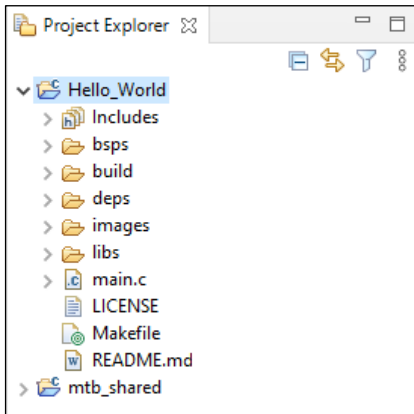 Project Explorer
Hello_World
Includes
bsps
build
deps
images
libs
main.c
LICENSE
Makefile
README.md
mtb_shared